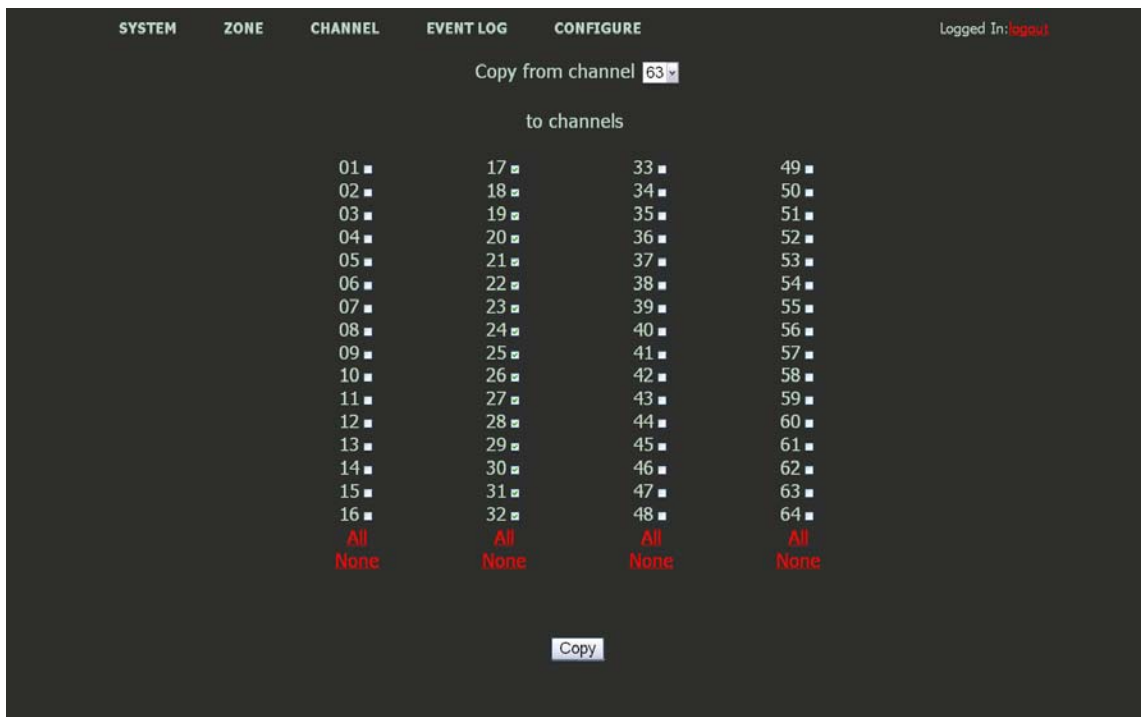 SYSTEM ZONE CHANNEL EVENT LOG CONFIGURE Logged In:logout
Copy from channel 63
to channels
01 17 33 49
02 18 34 50
03 19 35 51
04 20 36 52
05 21 37 53
06 22 38 54
07 23 39 55
08 24 40 56
09 25 41 57
10 26 42 58
11 27 43 59
12 28 44 60
13 29 45 61
14 30 46 62
15 31 47 63
16 32 48 64
All All All All
None None None None
Copy